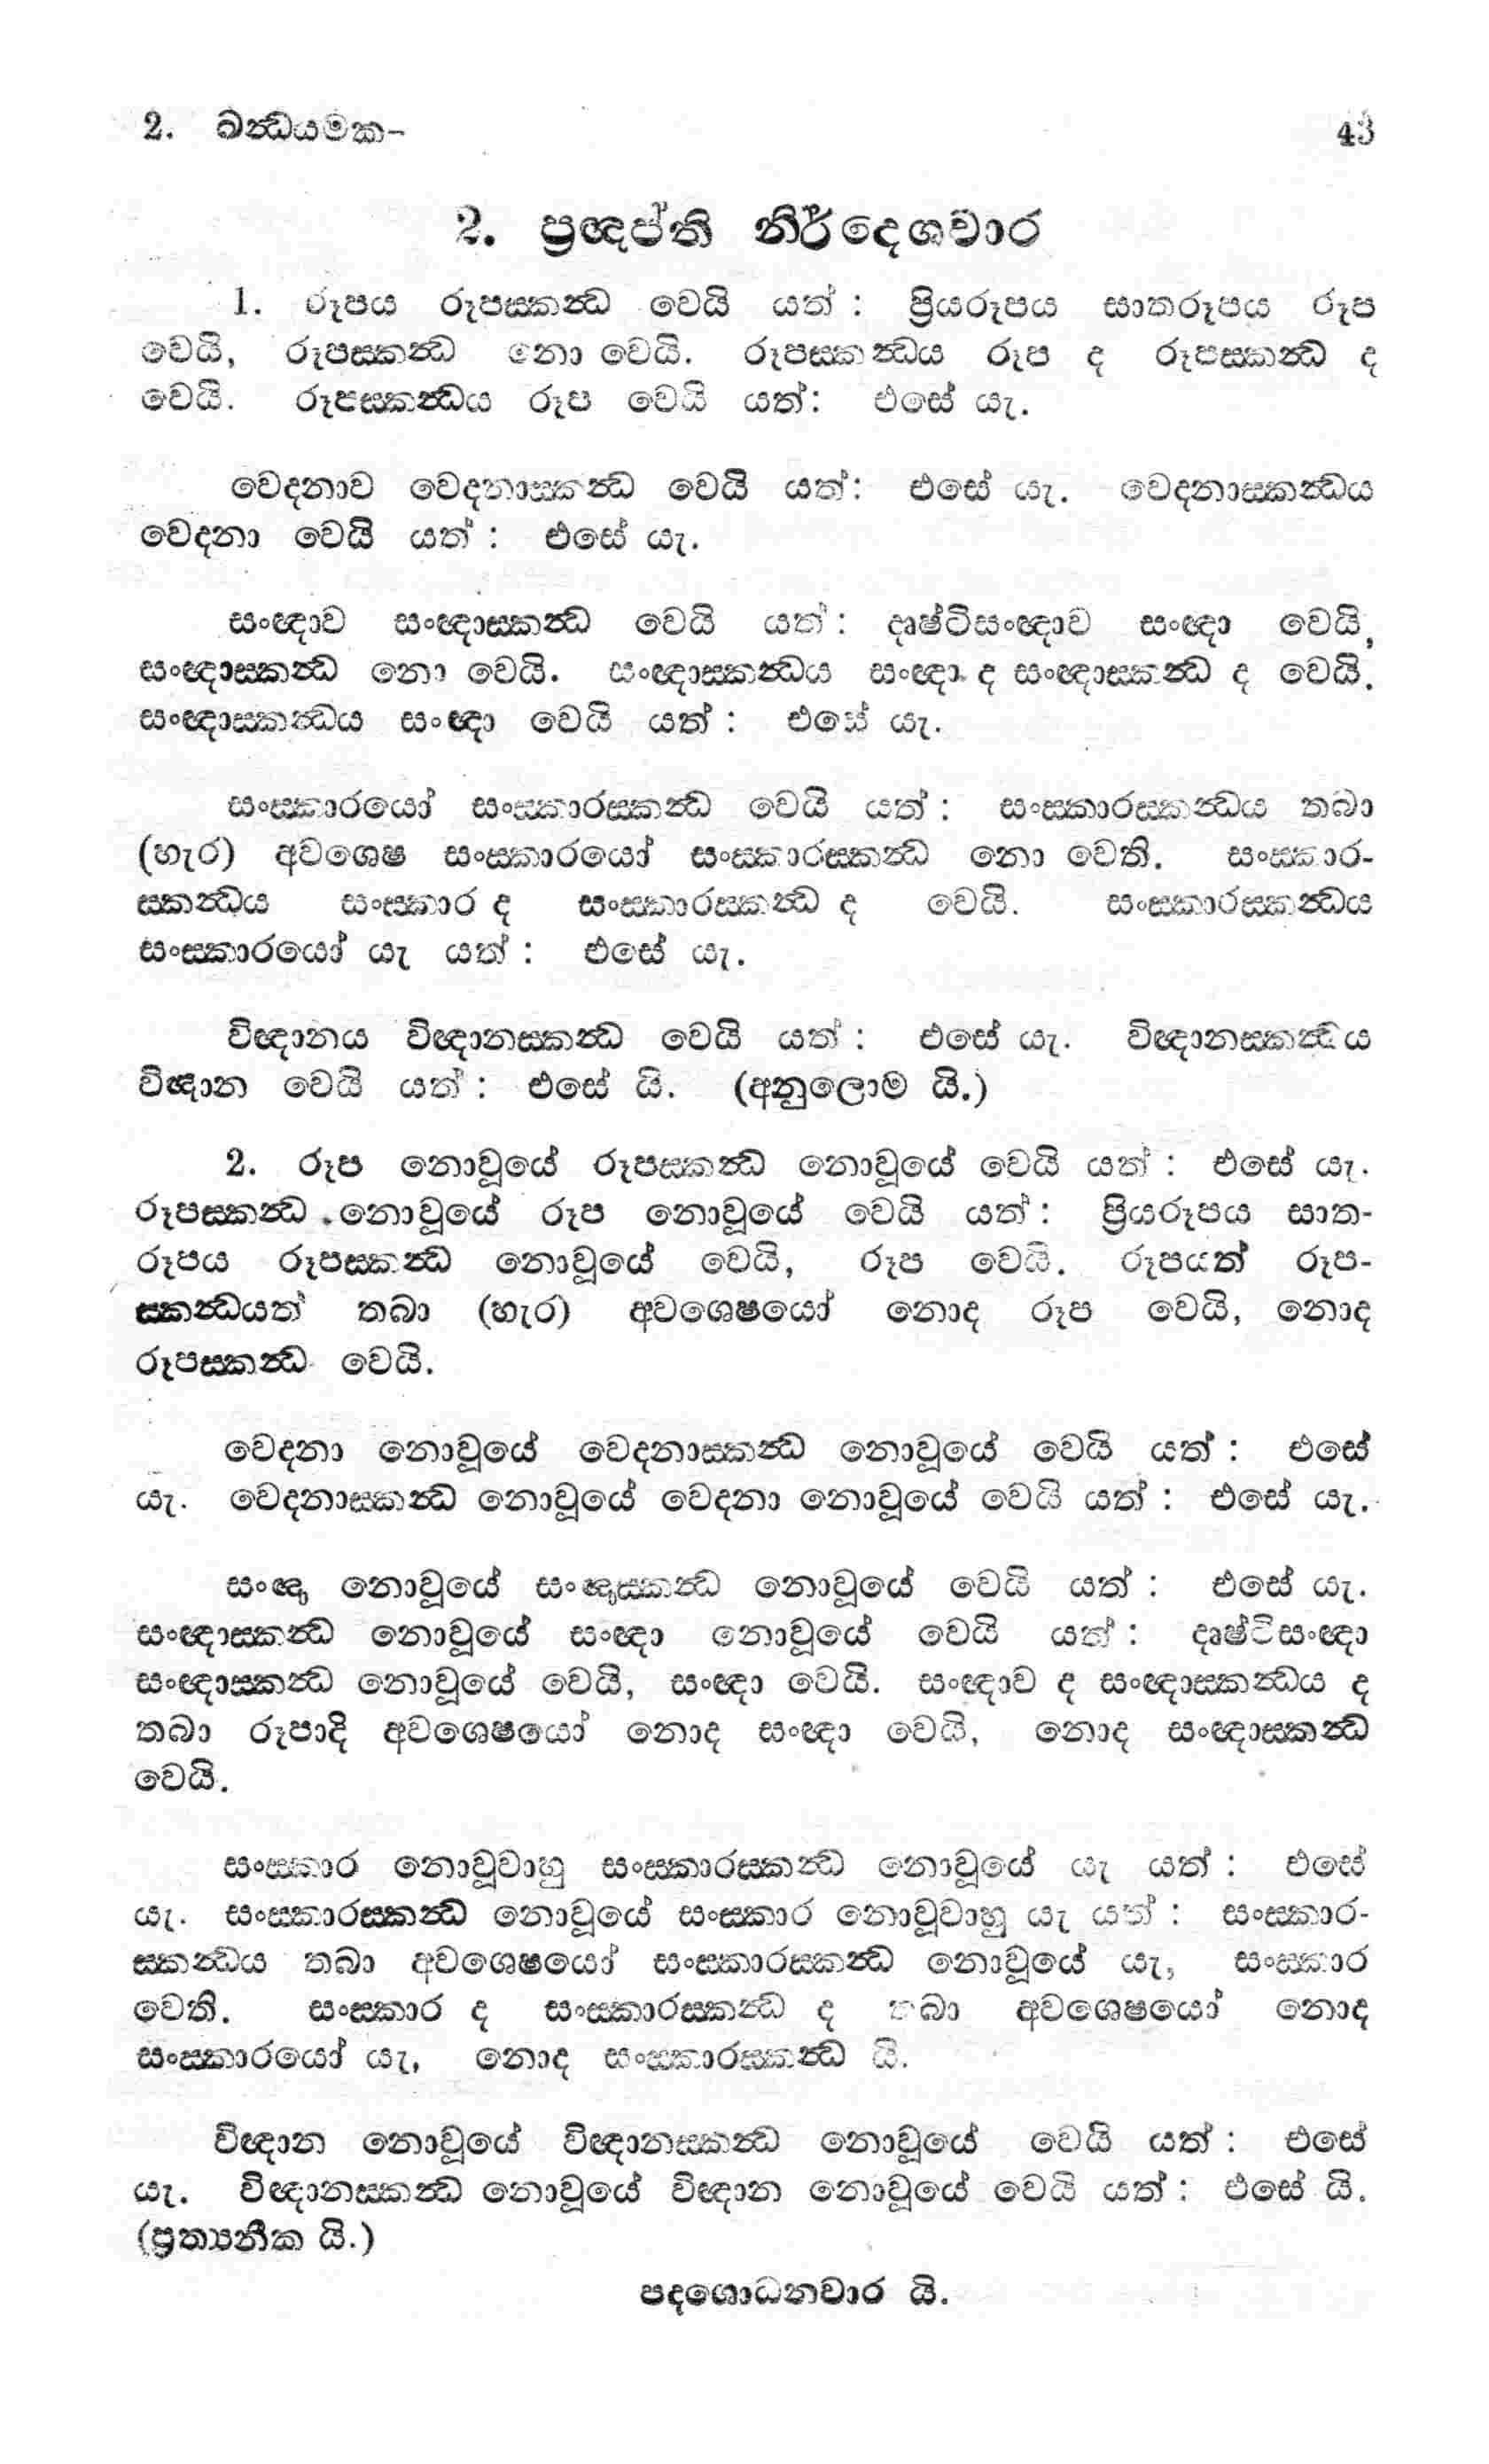 2. ඛන්ධයමක- 43
2. ප්‍රඥප්ති නිර්දෙශවාර
1. රූපය රූපස්කන්ධ වෙයි යත් : ප්‍රියරූපය සාතරූපය රූප
වෙයි, රූපස්කන්ධ නො වෙයි. රූපස්කන්ධය රූප ද රූපස්කන්ධ ද
වෙයි. රූපස්කන්ධය රූප වෙයි යත්: එසේ යැ.
වෙදනාව වෙදනාස්කන්ධ වෙයි යත්: එසේ යැ. වෙදනාස්කන්ධය
වෙදනා වෙයි යත් : එසේ යැ.
සංඥාව සංඥාස්කන්ධ වෙයි යත් : දෘෂ්ටිසංඥාව සංඥා වෙයි,
සංඥාස්කන්ධ නො වෙයි. සංඥාස්කන්ධය සංඥා ද සංඥාස්කන්ධ ද වෙයි.
සංඥාස්කන්ධය සංඥා වෙයි යත් : එසේ යැ.
සංස්කාරයෝ සංස්කාරස්කන්ධ වෙයි යත් : සංස්කාරස්කන්ධය තබා
(හැර) අවශෙෂ සංස්කාරයෝ සංස්කාරස්කන්ධ නො වෙති. සංස්කාර-
ස්කන්ධය සංස්කාර ද සංස්කාරස්කන්ධ ද වෙයි. සංස්කාරස්කන්ධය
සංස්කාරයෝ යැ යත් : එසේ යැ.
විඥානය විඥානස්කන්ධ වෙයි යත් : එසේ යැ. විඥානස්කන්ධය
විඥාන වෙයි යත් : එසේ යි. (අනුලොම යි.)
2. රූප නොවූයේ රූපස්කන්ධ නොවූයේ වෙයි යත් : එසේ යැ.
රූපස්කන්ධ නොවූයේ රූප නොවූයේ වෙයි යත් : ප්‍රියරූපය සාත-
රූපය රූපස්කන්ධ නොවූයේ වෙයි, රූප වෙයි. රූපයත් රූප-
ස්කන්ධයත් තබා (හැර) අවශෙෂයෝ නොද රූප වෙයි, නොද
රූපස්කන්ධ වෙයි.
වෙදනා නොවූයේ වෙදනාස්කන්ධ නොවූයේ වෙයි යත් : එසේ
යැ. වෙදනාස්කන්ධ නොවූයේ වෙදනා නොවූයේ වෙයි යත් : එසේ යැ.
සංඥ නොවූයේ සංඥස්කන්ධ නොවූයේ වෙයි යත් : එසේ යැ.
සංඥාස්කන්ධ නොවූයේ සංඥා නොවූයේ වෙයි යත් : දෘෂ්ටිසංඥා
සංඥාස්කන්ධ නොවූයේ වෙයි, සංඥා වෙයි. සංඥාව ද සංඥාස්කන්ධය ද
තබා රූපාදි අවශෙෂයෝ නොද සංඥා වෙයි, නොද සංඥාස්කන්ධ
වෙයි.
සංස්කාර නොවූවාහු සංස්කාරස්කන්ධ නොවූයේ යැ යත් : එසේ
යැ. සංස්කාරස්කන්ධ නොවූයේ සංස්කාර නොවූවාහු යැ යත් : සංස්කාර-
ස්කන්ධය තබා අවශෙෂයෝ සංස්කාරස්කන්ධ නොවූයේ යැ, සංස්කාර
වෙති. සංස්කාර ද සංස්කාරස්කන්ධ ද තබා අවශෙෂයෝ නොද
සංස්කාරයෝ යැ, නොද සංස්කාරස්කන්ධ යි.
විඥාන නොවූයේ විඥානස්කන්ධ නොවූයේ වෙයි යත් : එසේ
යැ. විඥානස්කන්ධ නොවූයේ විඥාන නොවූයේ වෙයි යත් : එසේ යි.
(ප්‍රත්‍යනීක යි.)
පදශොධනවාර යි.